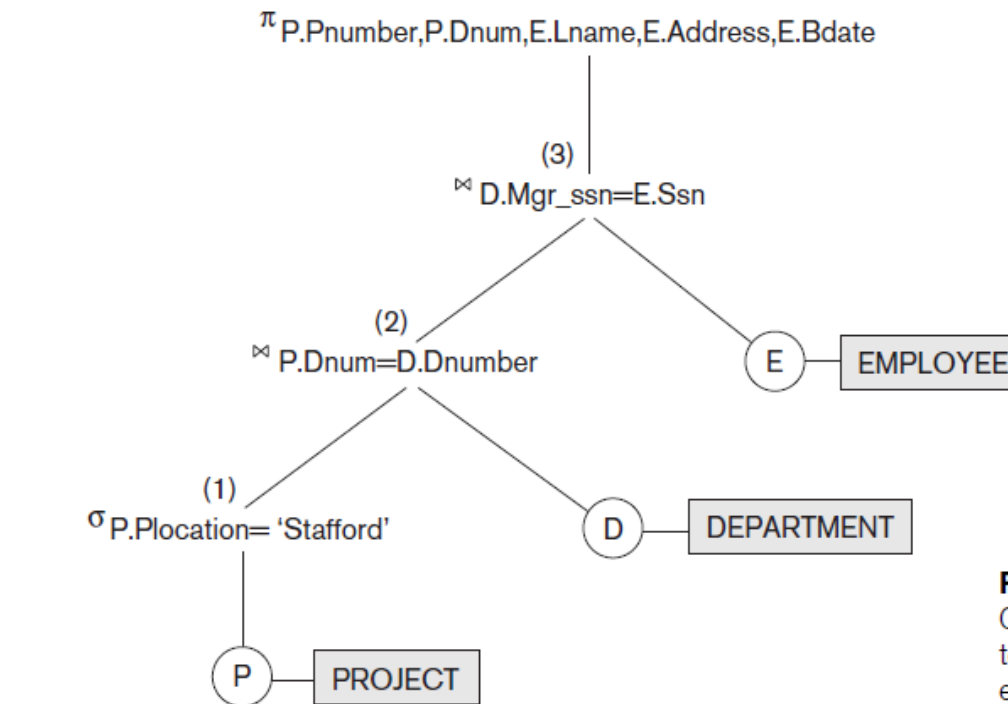 π P.Pnumber,P.Dnum,E.Lname,E.Address,E.Bdate
(3)
⋈ D.Mgr_ssn=E.Ssn
(2)
⋈ P.Dnum=D.Dnumber
E
EMPLOYEE
(1)
σ P.Plocation= ‘Stafford’
D
DEPARTMENT
P
PROJECT